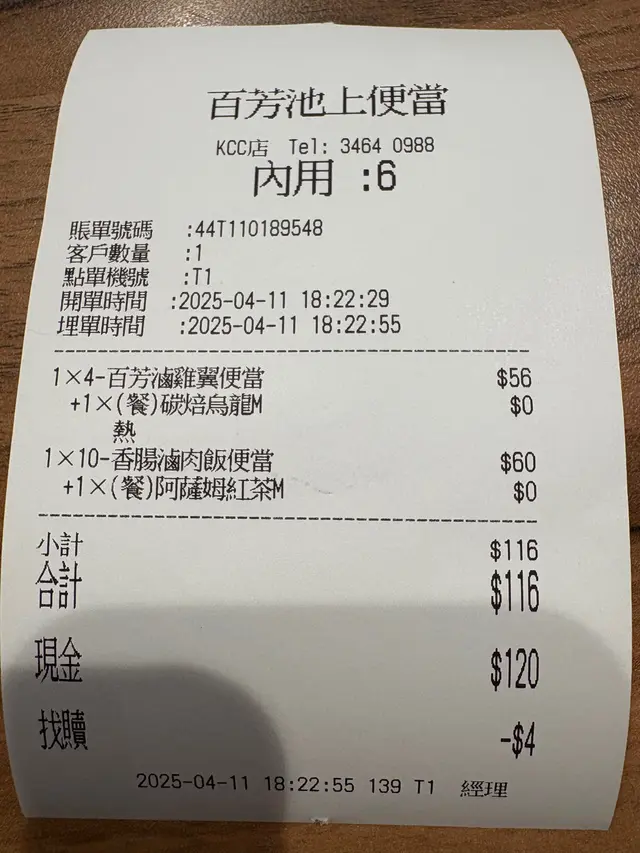 百芳池上便當
KCC店 Tel: 3464 0988
內用 :6
賬單號碼 :44T110189548
客戶數量 :1
點單機號 :T1
開單時間 :2025-04-11 18:22:29
埋單時間 :2025-04-11 18:22:55
1×4-百芳滷雞翼便當 $56
+1×(餐)碳焙烏龍M $0
熱
1×10-香腸滷肉飯便當 $60
+1×(餐)阿薩姆紅茶M $0
小計 $116
合計 $116
現金 $120
找贖 -$4
2025-04-11 18:22:55 139 T1 經理